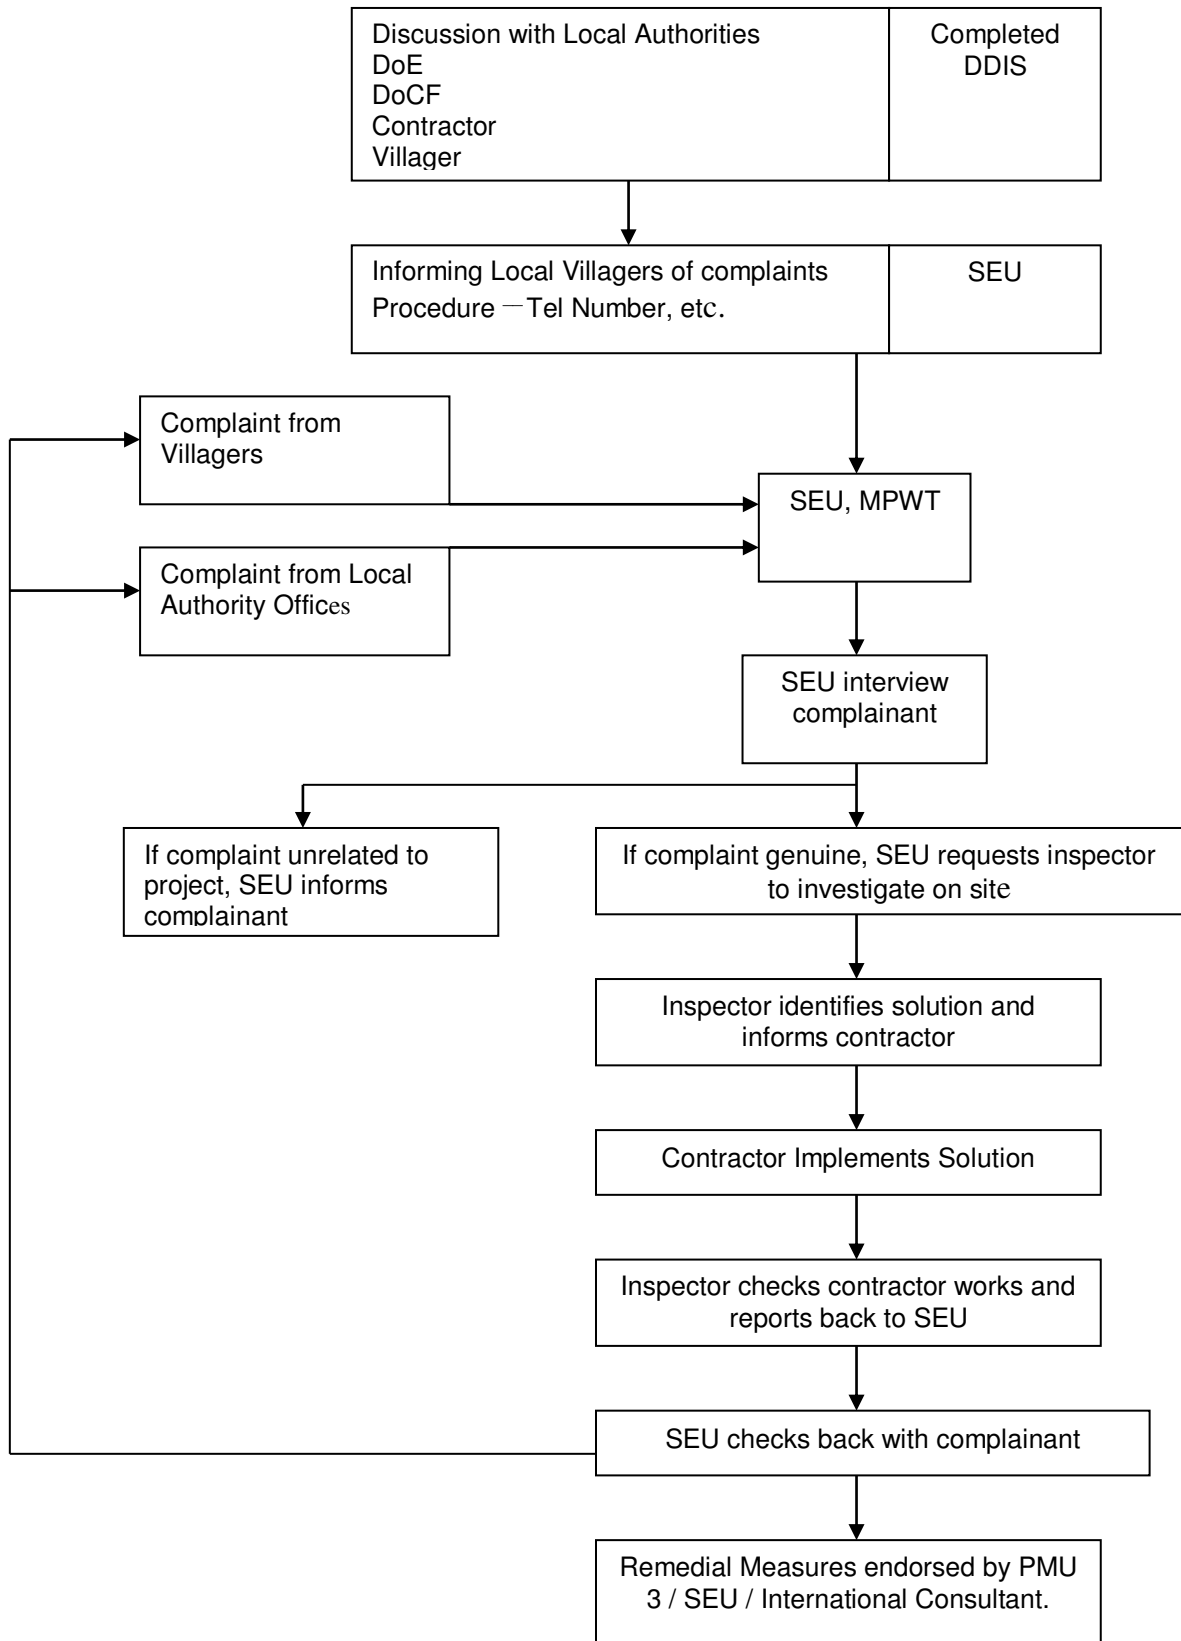 Discussion with Local Authorities
DoE
DoCF
Contractor
Villager
Completed
DDIS
Informing Local Villagers of complaints
Procedure — Tel Number, etc.
SEU
Complaint from
Villagers
SEU, MPWT
Complaint from Local
Authority Offices
SEU interview
complainant
If complaint unrelated to
project, SEU informs
complainant
If complaint genuine, SEU requests inspector
to investigate on site
Inspector identifies solution and
informs contractor
Contractor Implements Solution
Inspector checks contractor works and
reports back to SEU
SEU checks back with complainant
Remedial Measures endorsed by PMU
3 / SEU / International Consultant.